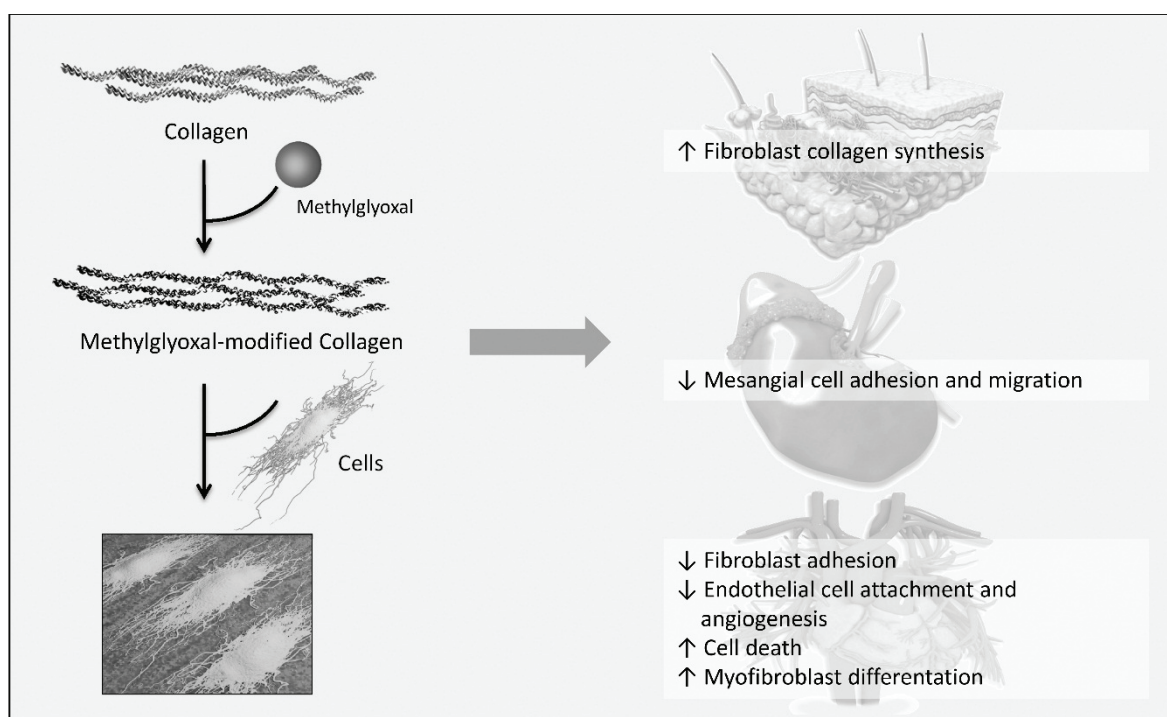 Collagen
Methylglyoxal
Methylglyoxal-modified Collagen
Cells
↑ Fibroblast collagen synthesis
↓ Mesangial cell adhesion and migration
↓ Fibroblast adhesion
↓ Endothelial cell attachment and
angiogenesis
↑ Cell death
↑ Myofibroblast differentation